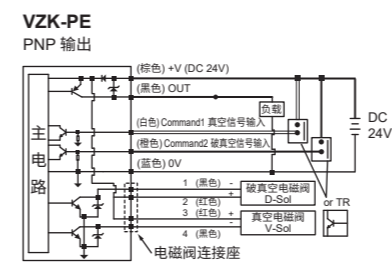 VZK-PE
PNP 输出
(棕色) +V (DC 24V)
(黑色) OUT
负载
(白色) Command1 真空信号输入
(橙色) Command2 破真空信号输入
(蓝色) 0V
DC
24V
主
电
路
1 (黑色) -
破真空电磁阀
D-Sol
+
2 (红色)
3 (红色) +
真空电磁阀
V-Sol
-
4 (黑色)
or TR
电磁阀连接座